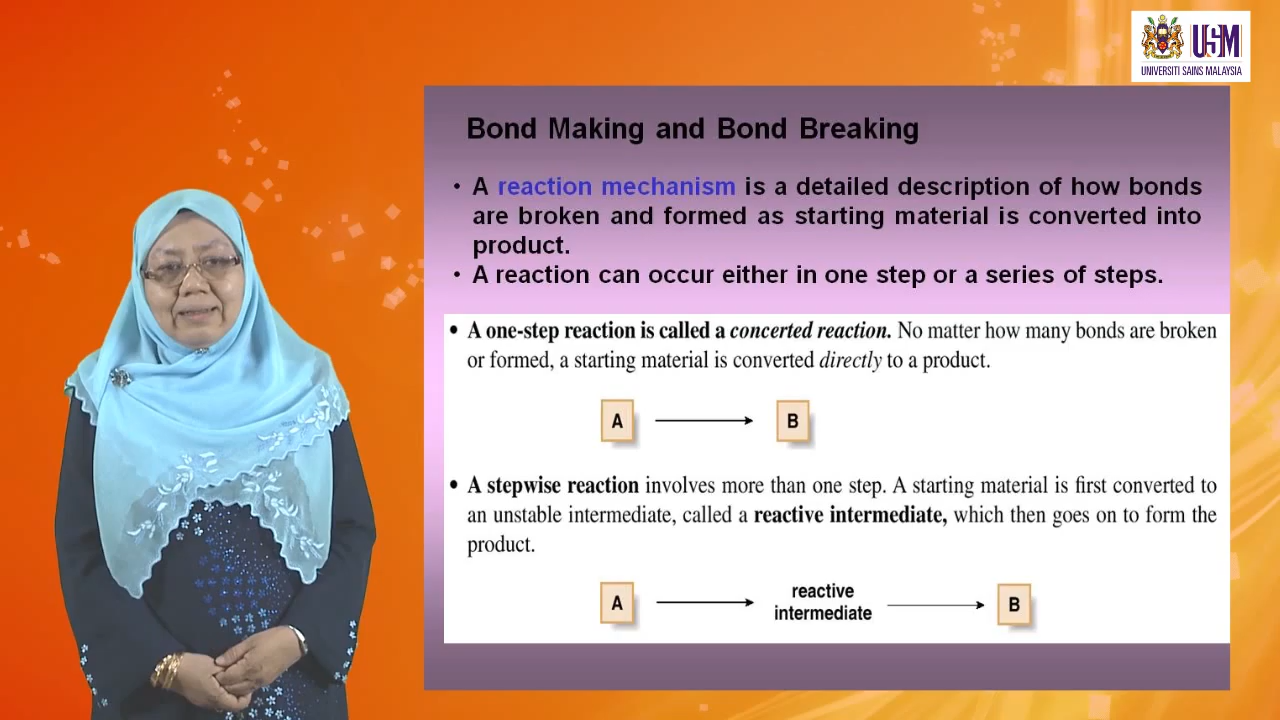 USM
UNIVERSITI SAINS MALAYSIA
Bond Making and Bond Breaking
• A reaction mechanism is a detailed description of how bonds
are broken and formed as starting material is converted into
product.
• A reaction can occur either in one step or a series of steps.
• A one-step reaction is called a concerted reaction. No matter how many bonds are broken
or formed, a starting material is converted directly to a product.
A B
• A stepwise reaction involves more than one step. A starting material is first converted to
an unstable intermediate, called a reactive intermediate, which then goes on to form the
product.
A reactive intermediate B